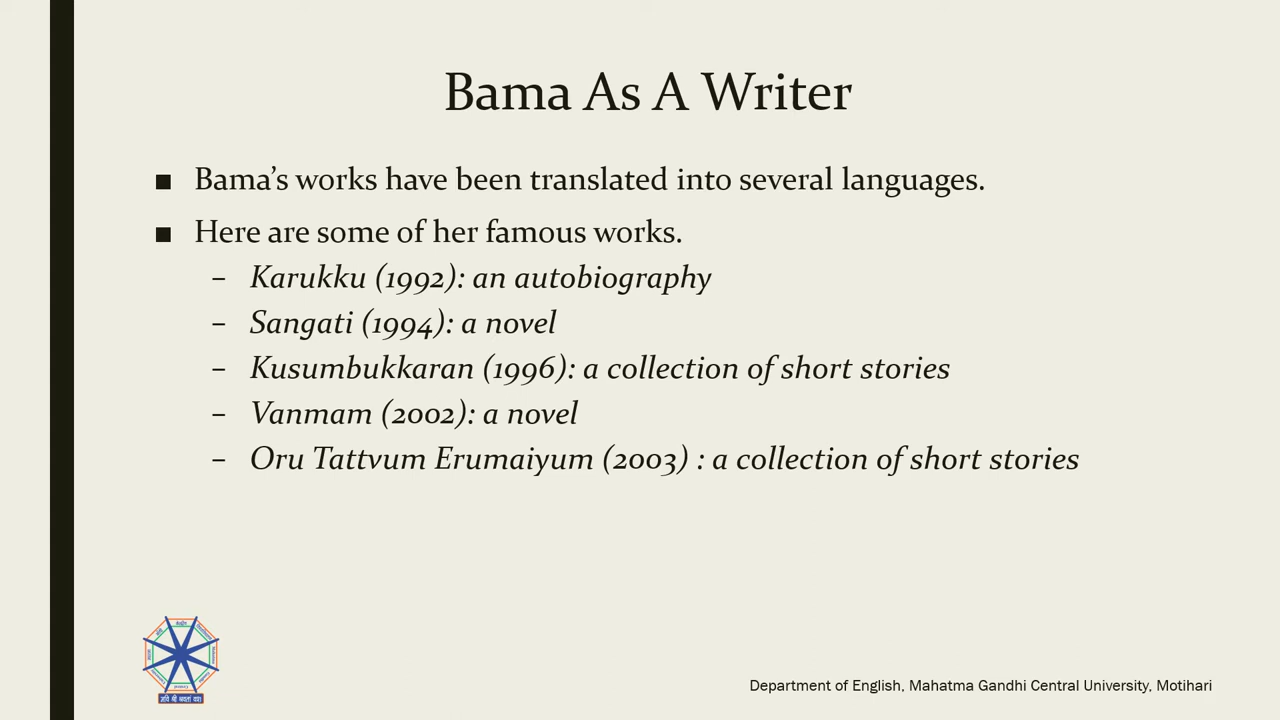 Bama As A Writer
■ Bama’s works have been translated into several languages.
■ Here are some of her famous works.
– Karukku (1992): an autobiography
– Sangati (1994): a novel
– Kusumbukkaran (1996): a collection of short stories
– Vanmam (2002): a novel
– Oru Tattvum Erumaiyum (2003) : a collection of short stories
Department of English, Mahatma Gandhi Central University, Motihari